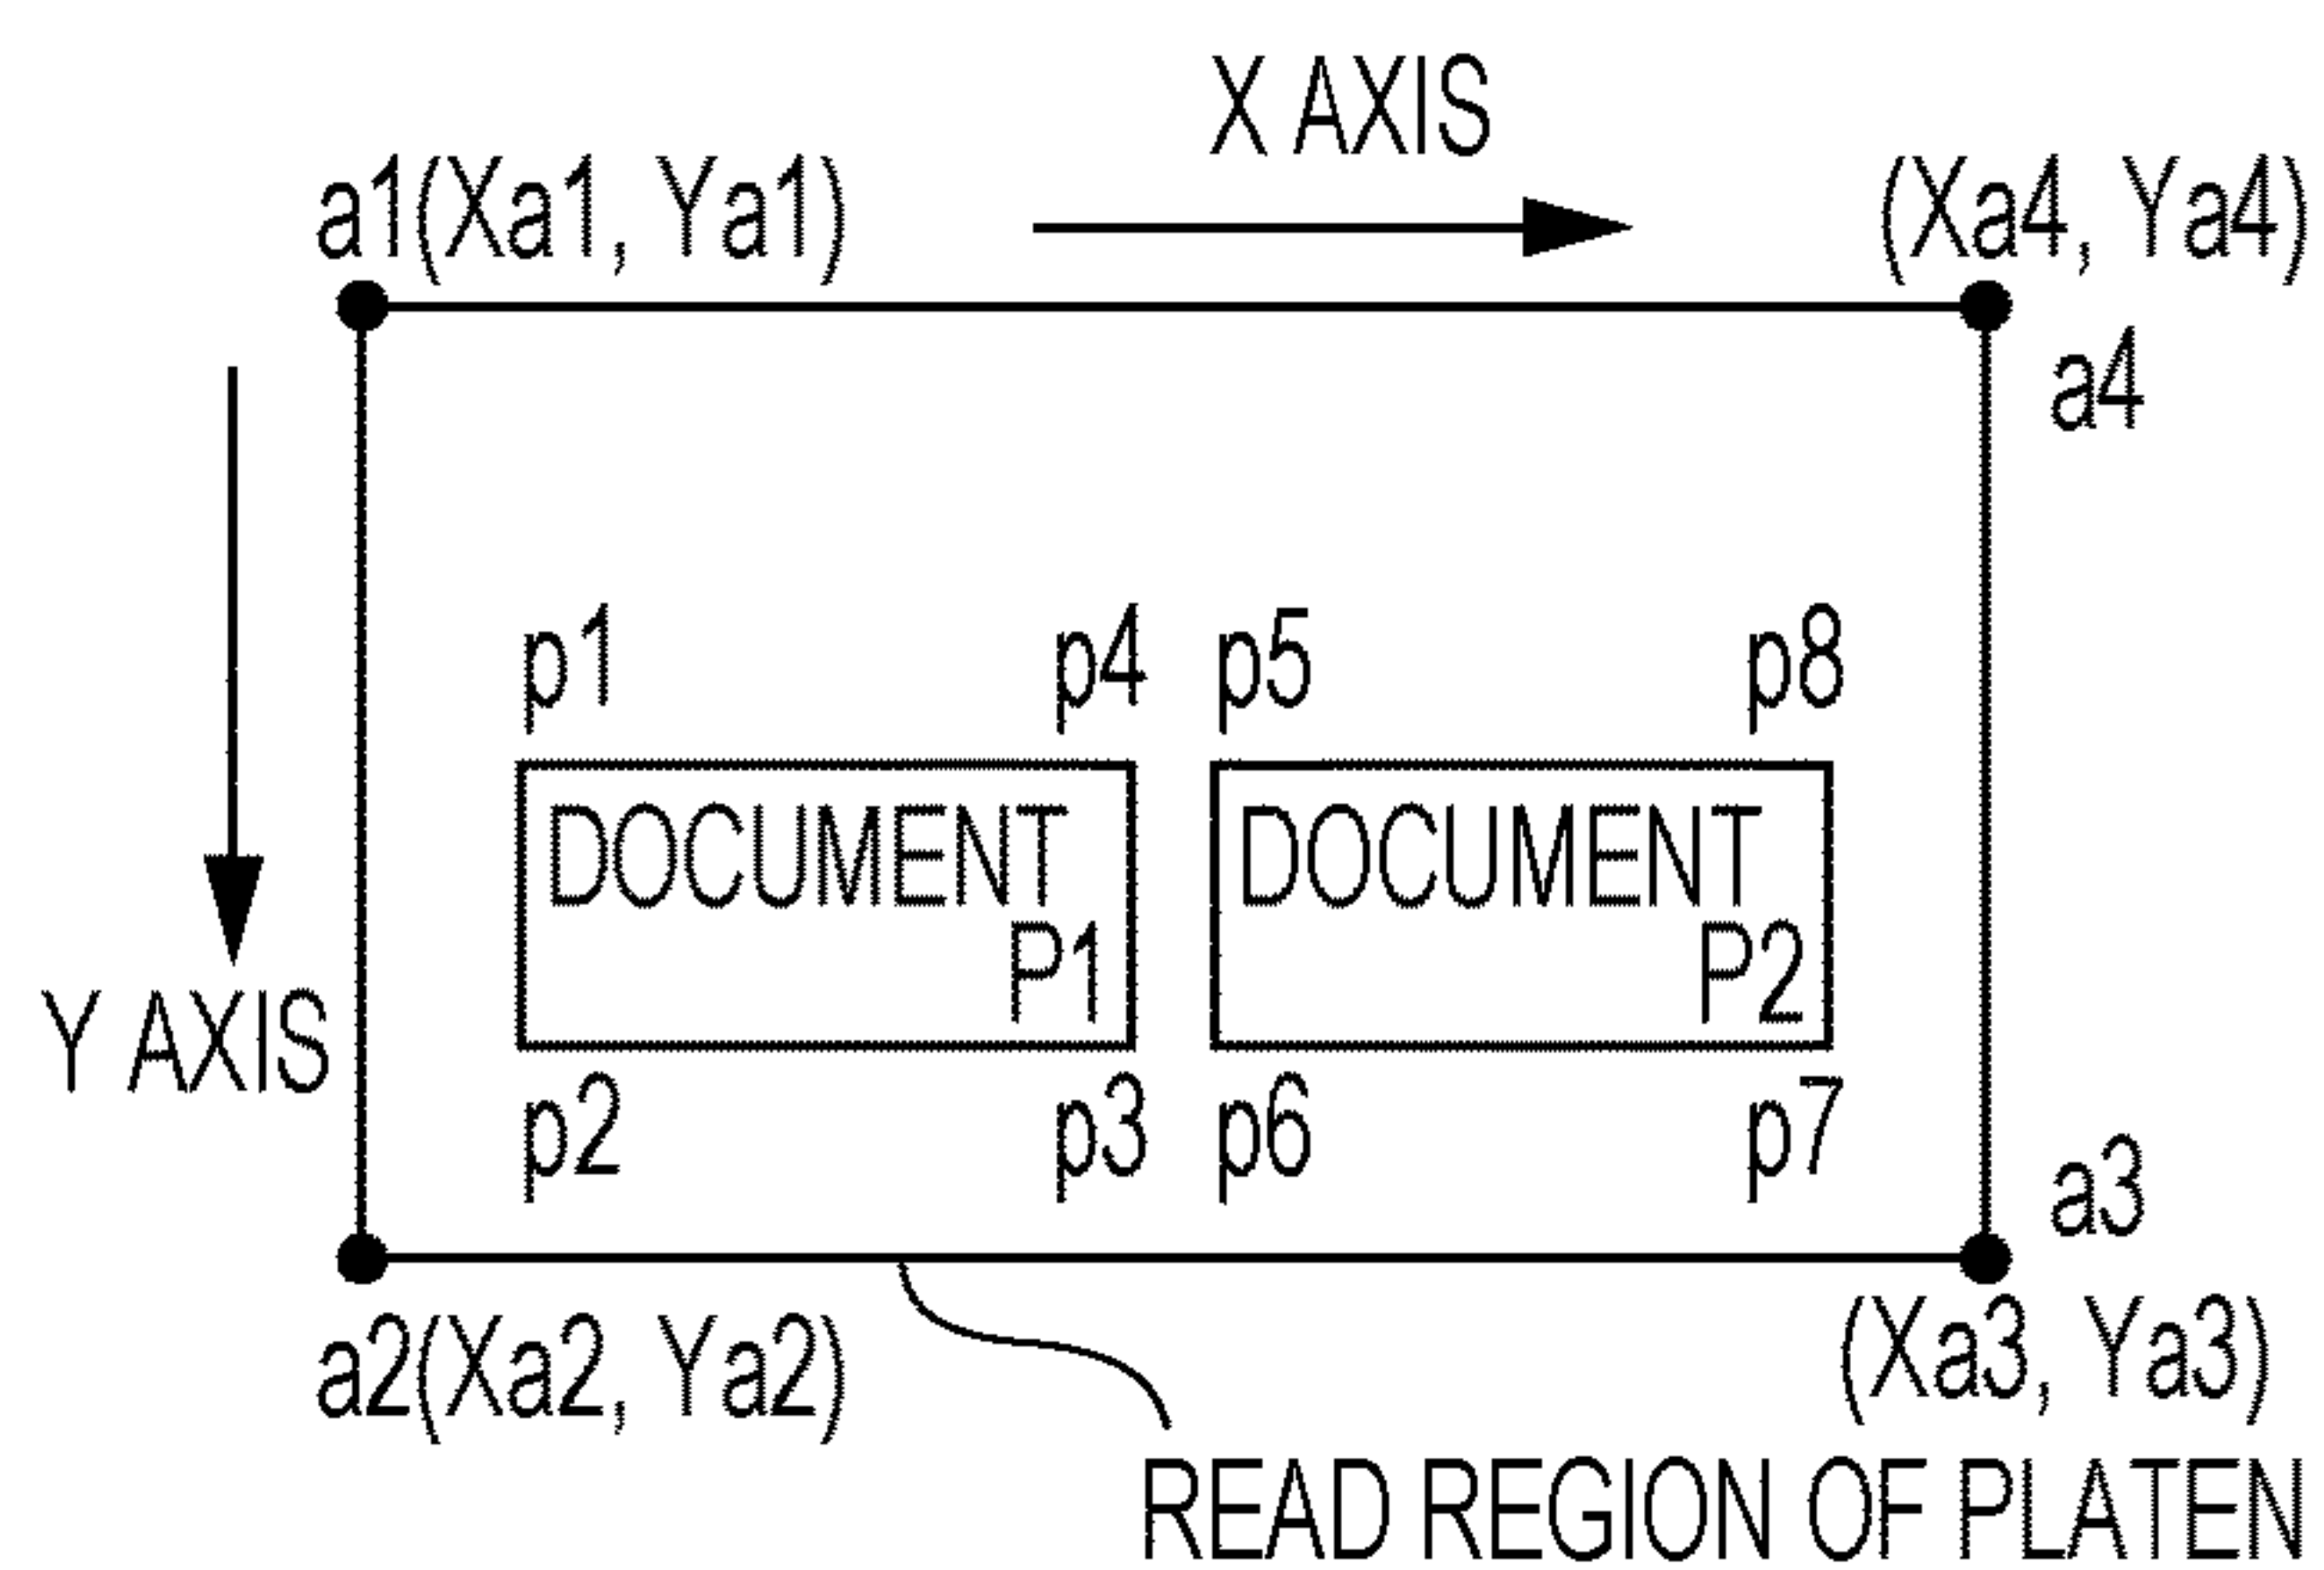 X AXIS
a1(Xa1, Ya1)
(Xa4, Ya4)
a4
p1
p4
p5
p8
DOCUMENT
P1
DOCUMENT
P2
Y AXIS
p2
p3
p6
p7
a3
a2(Xa2, Ya2)
(Xa3, Ya3)
READ REGION OF PLATEN